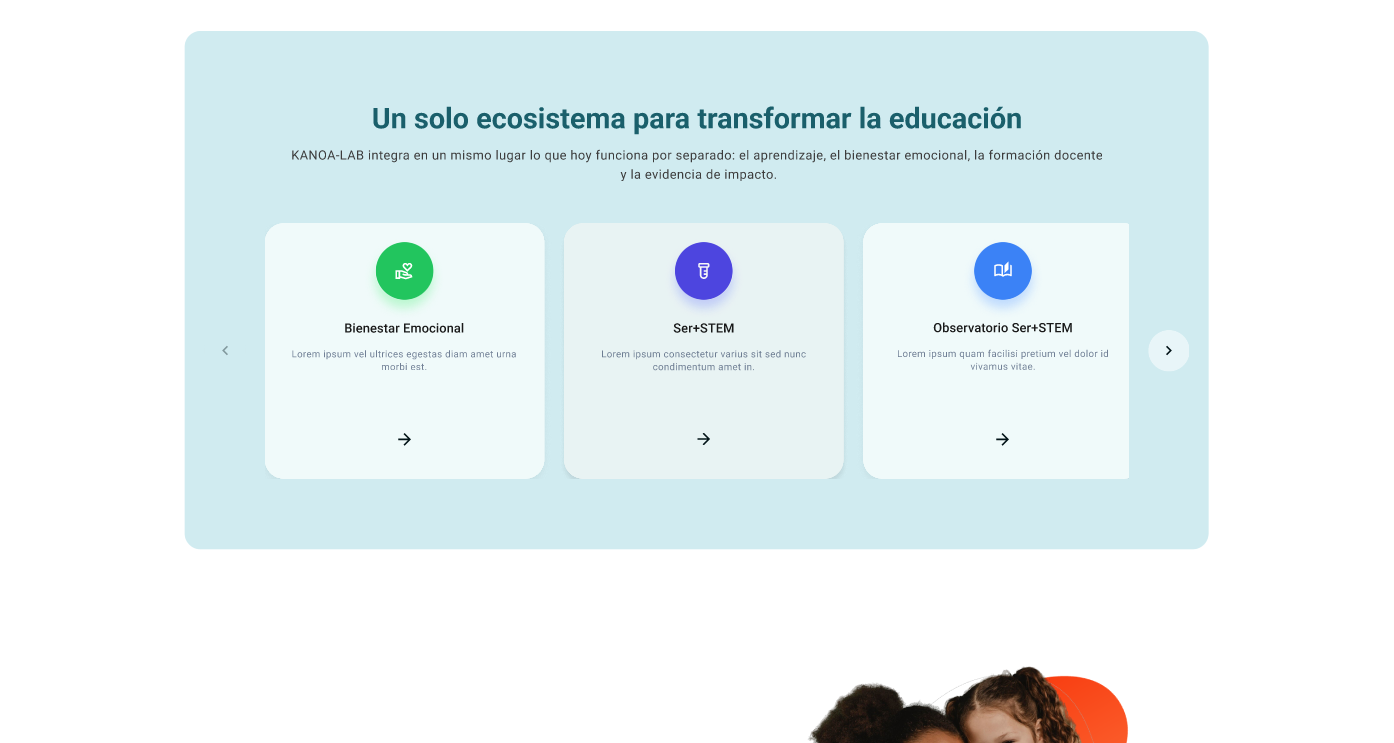 Un solo ecosistema para transformar la educación
KANOA-LAB integra en un mismo lugar lo que hoy funciona por separado: el aprendizaje, el bienestar emocional, la formación docente
y la evidencia de impacto.
Bienestar Emocional
Lorem ipsum vel ultrices egestas diam amet urna
morbi est.
Ser+STEM
Lorem ipsum consectetur varius sit sed nunc
condimentum amet in.
Observatorio Ser+STEM
Lorem ipsum quam facilisi pretium vel dolor id
vivamus vitae.